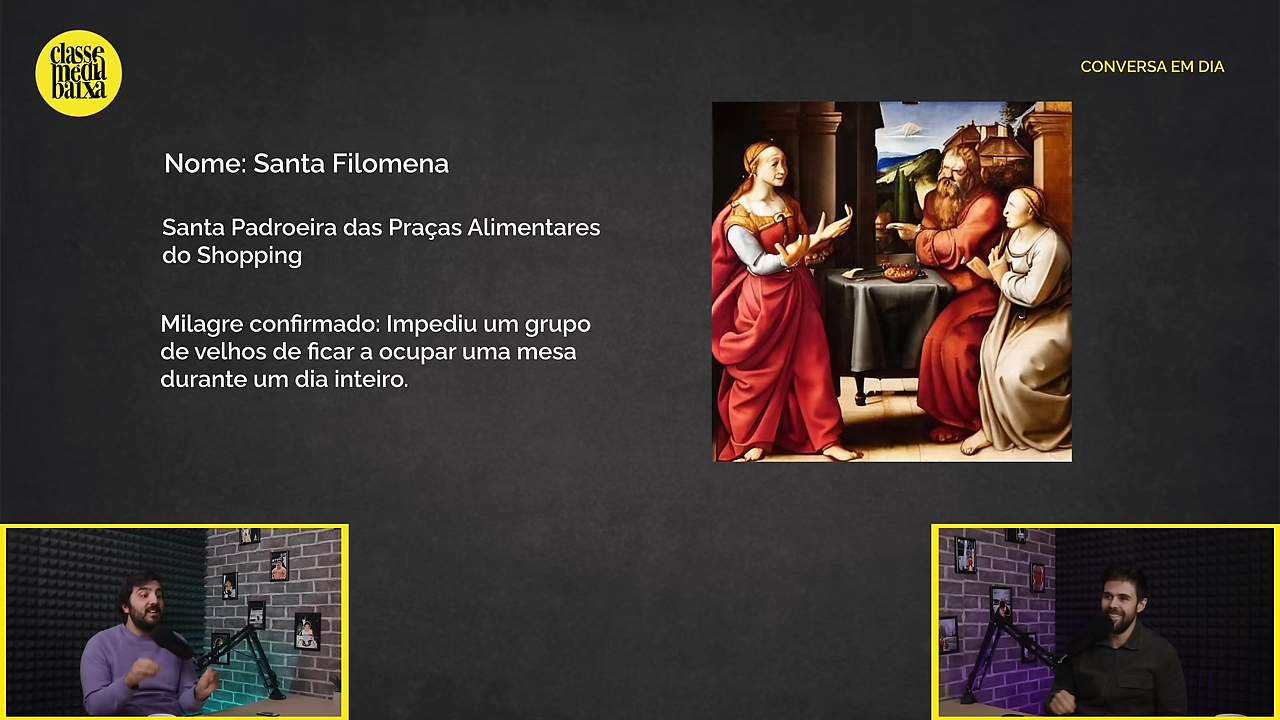 classe
média
baixa
CONVERSA EM DIA
Nome: Santa Filomena
Santa Padroeira das Praças Alimentares
do Shopping
Milagre confirmado: Impediu um grupo
de velhos de ficar a ocupar uma mesa
durante um dia inteiro.